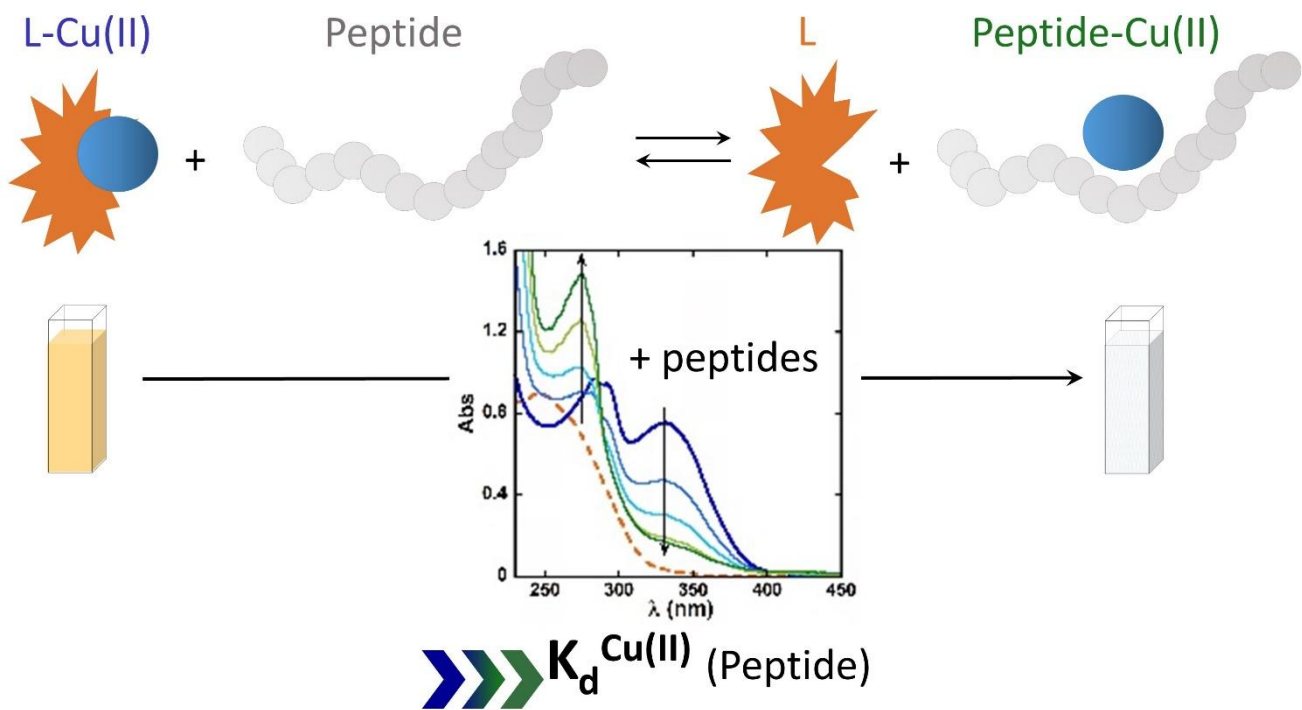 L-Cu(II)
Peptide
L
Peptide-Cu(II)
+
+
1.6
1.2
0.8
0.4
0
Abs
+ peptides
250 300 350 400 450
λ (nm)
Kd Cu(II) (Peptide)